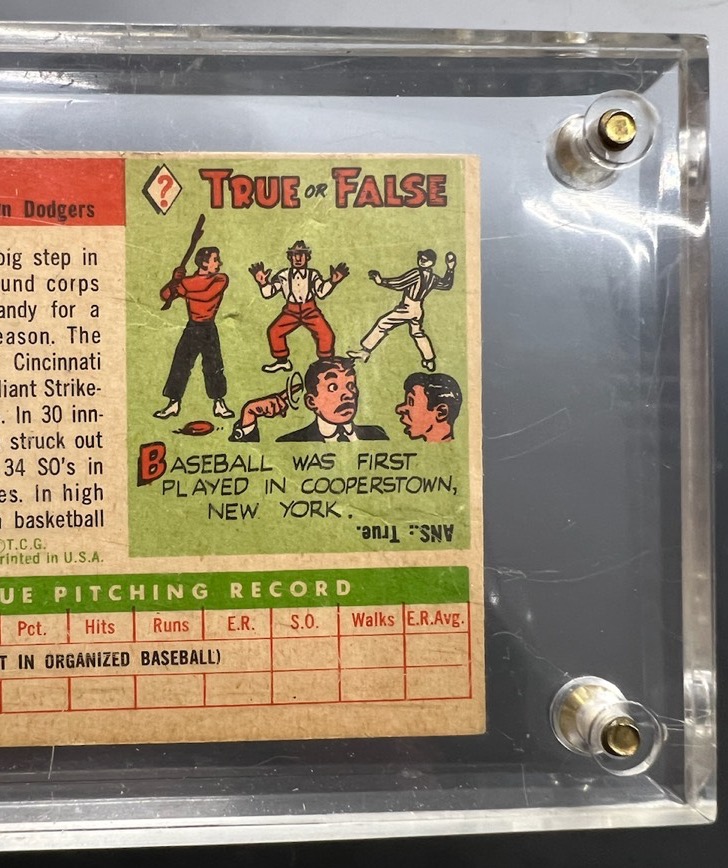 n Dodgers
big step in
und corps
andy for a
eason. The
Cincinnati
liant Strike-
. In 30 inn-
struck out
34 SO's in
es. In high
basketball
©T.C.G.
rinted in U.S.A.
? TRUE OR FALSE
BASEBALL WAS FIRST
PLAYED IN COOPERSTOWN,
NEW YORK.
ANS.: True.
UE PITCHING RECORD
Pct. Hits Runs E.R. S.O. Walks E.R.Avg.
T IN ORGANIZED BASEBALL)